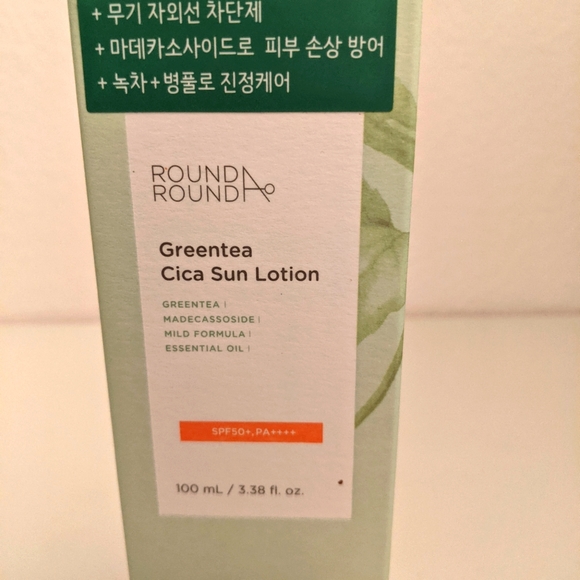 + 무기 자외선 차단제
+ 마데카소사이드로 피부 손상 방어
+ 녹차+병풀로 진정케어
ROUND A
ROUND
Greentea
Cica Sun Lotion
GREENTEA |
MADECASSOSIDE |
MILD FORMULA |
ESSENTIAL OIL |
SPF50+, PA++++
100 mL / 3.38 fl. oz.